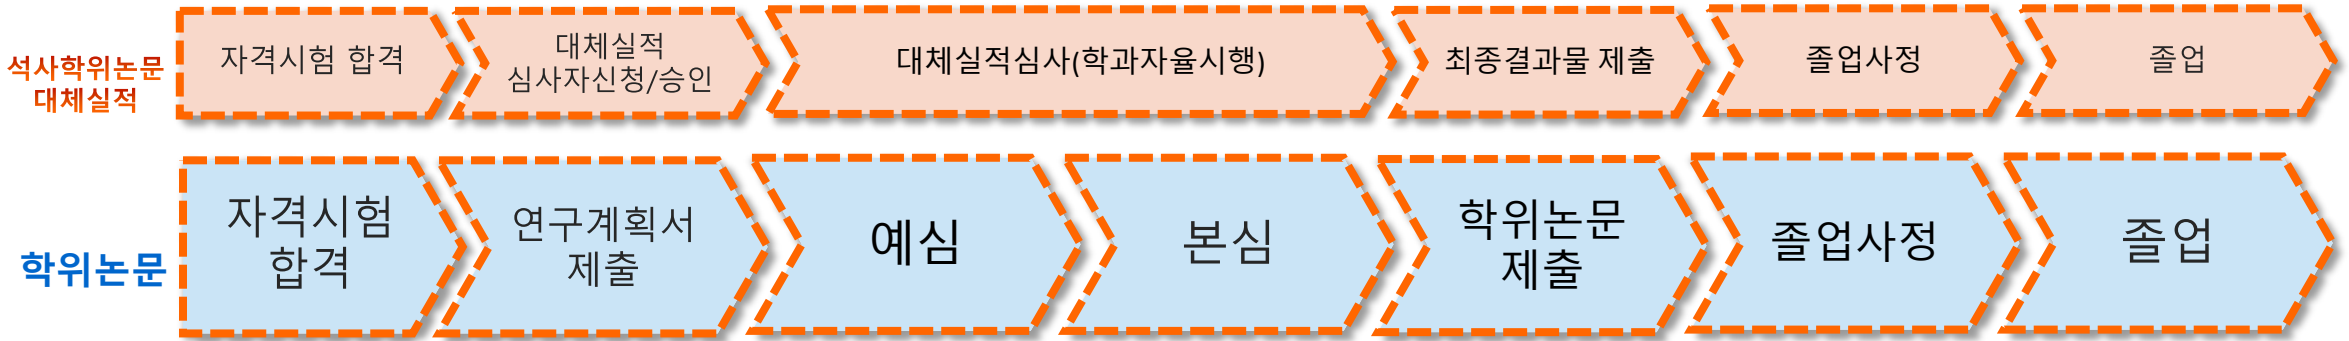 석사학위논문
대체실적
자격시험 합격
대체실적
심사자신청/승인
대체실적심사(학과자율시행)
최종결과물 제출
졸업사정
졸업
학위논문
자격시험
합격
연구계획서
제출
예심
본심
학위논문
제출
졸업사정
졸업